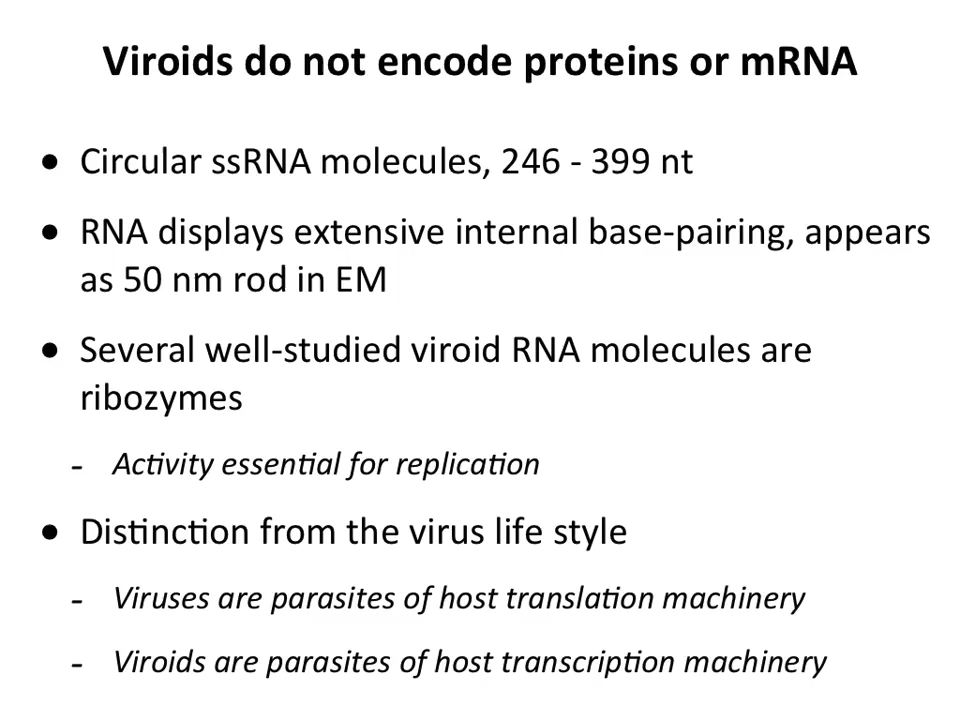 Viroids do not encode proteins or mRNA
• Circular ssRNA molecules, 246 - 399 nt
• RNA displays extensive internal base-pairing, appears
as 50 nm rod in EM
• Several well-studied viroid RNA molecules are
ribozymes
- Activity essential for replication
• Distinction from the virus life style
- Viruses are parasites of host translation machinery
- Viroids are parasites of host transcription machinery